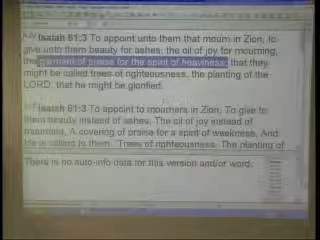 Isaiah 61:3 To appoint unto them that mourn in Zion, to
give unto them beauty for ashes, the oil of joy for mourning,
the garment of praise for the spirit of heaviness; that they
might be called trees of righteousness, the planting of the
LORD, that he might be glorified.
Isaiah 61:3 To appoint to mourners in Zion, To give to
them beauty instead of ashes, The oil of joy instead of
mourning, A covering of praise for a spirit of weakness, And
He is calling to them, 'Trees of righteousness, The planting of
There is no auto-info data for this version and/or word.